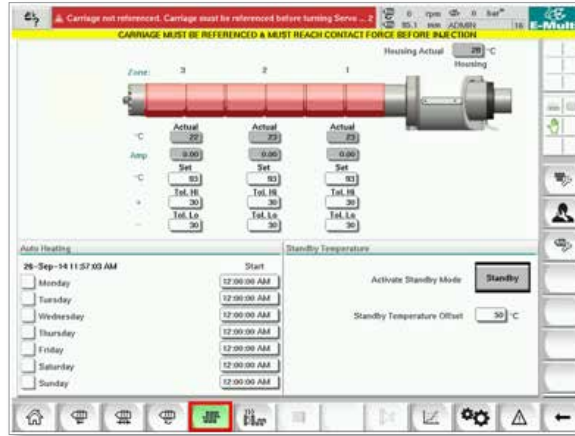 Carriage not referenced. Carriage must be referenced before turning Servo ... 2
0 rpm 0 bar
85.1 mm ADMIN 16
E-Multi
CARRIAGE MUST BE REFERENCED & MUST REACH CONTACT FORCE BEFORE INJECTION
Housing Actual 28 °C
Housing
Zone: 3 2 1
Actual Actual Actual
°C 22 23 23
Amp 0.00 0.00 0.00
Set Set Set
°C 93 93 93
Tol. Hi Tol. Hi Tol. Hi
+ 30 30 30
Tol. Lo Tol. Lo Tol. Lo
- 30 30 30
Auto Heating
Standby Temperature
26-Sep-14 11:57:03 AM Start
Monday 12:00:00 AM
Tuesday 12:00:00 AM
Wednesday 12:00:00 AM
Thursday 12:00:00 AM
Friday 12:00:00 AM
Saturday 12:00:00 AM
Sunday 12:00:00 AM
Activate Standby Mode Standby
Standby Temperature Offset 50 °C